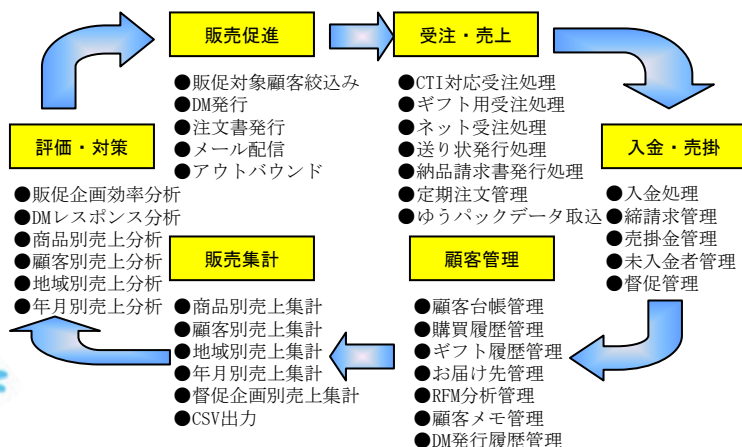 販売促進
●販促対象顧客絞込み
●DM発行
●注文書発行
●メール配信
●アウトバウンド
受注・売上
●CTI対応受注処理
●ギフト用受注処理
●ネット受注処理
●送り状発行処理
●納品請求書発行処理
●定期注文管理
●ゆうパックデータ取込
入金・売掛
●入金処理
●締請求管理
●売掛金管理
●未入金者管理
●督促管理
顧客管理
●顧客台帳管理
●購買履歴管理
●ギフト履歴管理
●お届け先管理
●RFM分析管理
●顧客メモ管理
●DM発行履歴管理
販売集計
●商品別売上集計
●顧客別売上集計
●地域別売上集計
●年月別売上集計
●督促企画別売上集計
●CSV出力
評価・対策
●販促企画効率分析
●DMレスポンス分析
●商品別売上分析
●顧客別売上分析
●地域別売上分析
●年月別売上分析